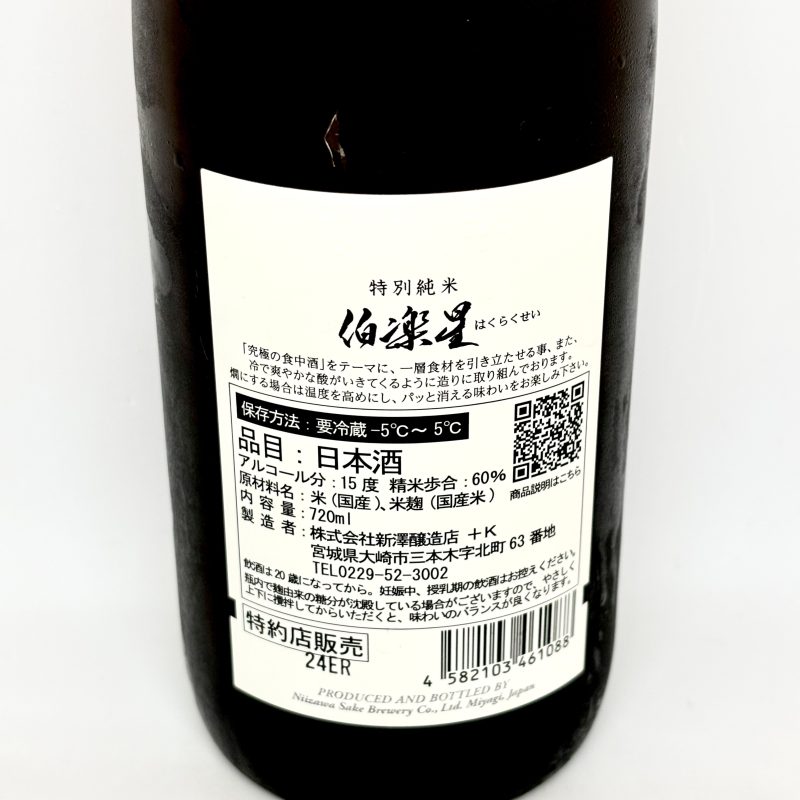 特別純米
伯楽星 はくらくせい
「究極の食中酒」をテーマに、一層食材を引き立たせる事、また、
冷で爽やかな酸がいきてくるように造りに取り組んでおります。
燗にする場合は温度を高めにし、パッと消える味わいをお楽しみ下さい。
保存方法：要冷蔵 -5℃～5℃
品目：日本酒
アルコール分：15度 精米歩合：60%
原材料名：米（国産）、米麹（国産米）
商品説明はこちら
内容量：720ml
製造者：株式会社新澤醸造店 +K
宮城県大崎市三本木字北町63番地
TEL0229-52-3002
飲酒は20歳になってから。妊娠中、授乳期の飲酒はお控えください。
瓶内で麹由来の糖分が沈殿している場合がございますので、やさしく
上下に攪拌してからいただくと、味わいのバランスが良くなります。
特約店販売
24ER
4 582103 461088
PRODUCED AND BOTTLED BY
Niizawa Sake Brewery Co., Ltd. Miyagi, Japan